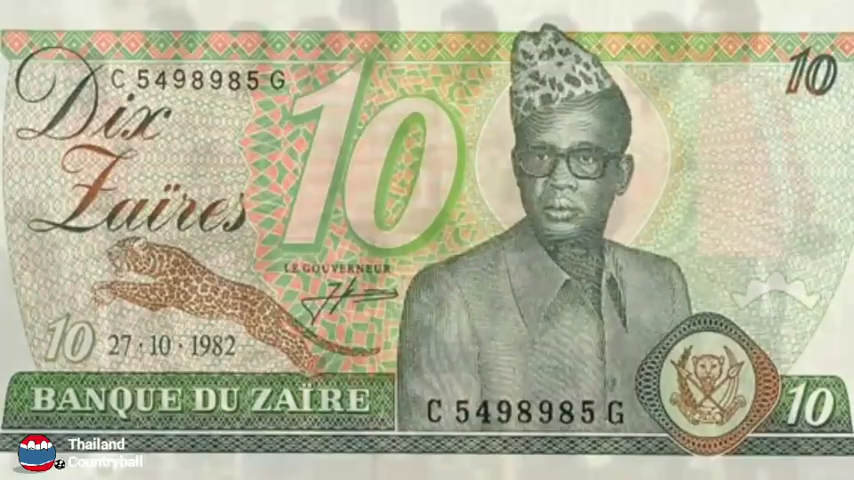 C 5498985 G
10
Dix
Zaïres
10
LE GOUVERNEUR
10 27·10·1982
BANQUE DU ZAÏRE
C 5498985 G
10
Thailand
Countryball